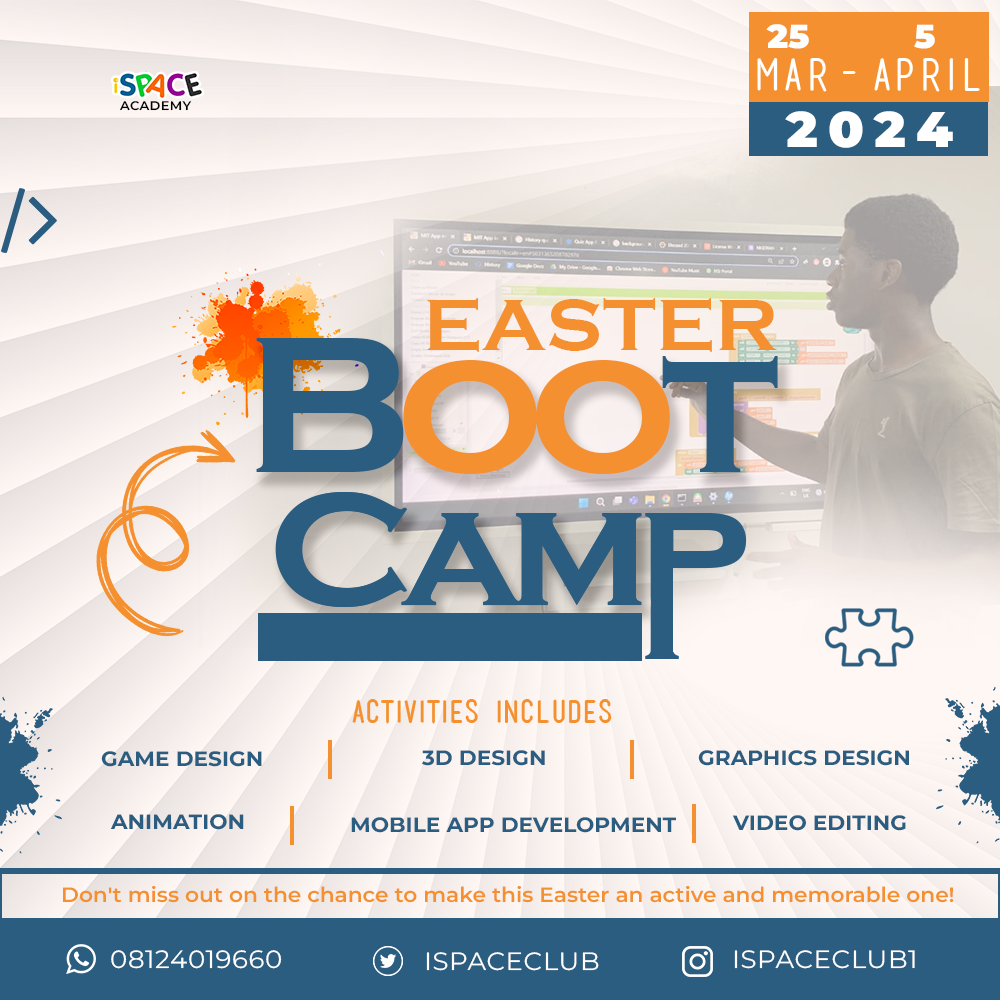 iSPACE
ACADEMY
25 5
MAR - APRIL
2024
EASTER
BOOT
CAMP
ACTIVITIES INCLUDES
GAME DESIGN
3D DESIGN
GRAPHICS DESIGN
ANIMATION
MOBILE APP DEVELOPMENT
VIDEO EDITING
Don't miss out on the chance to make this Easter an active and memorable one!
08124019660
ISPACECLUB
ISPACECLUB1